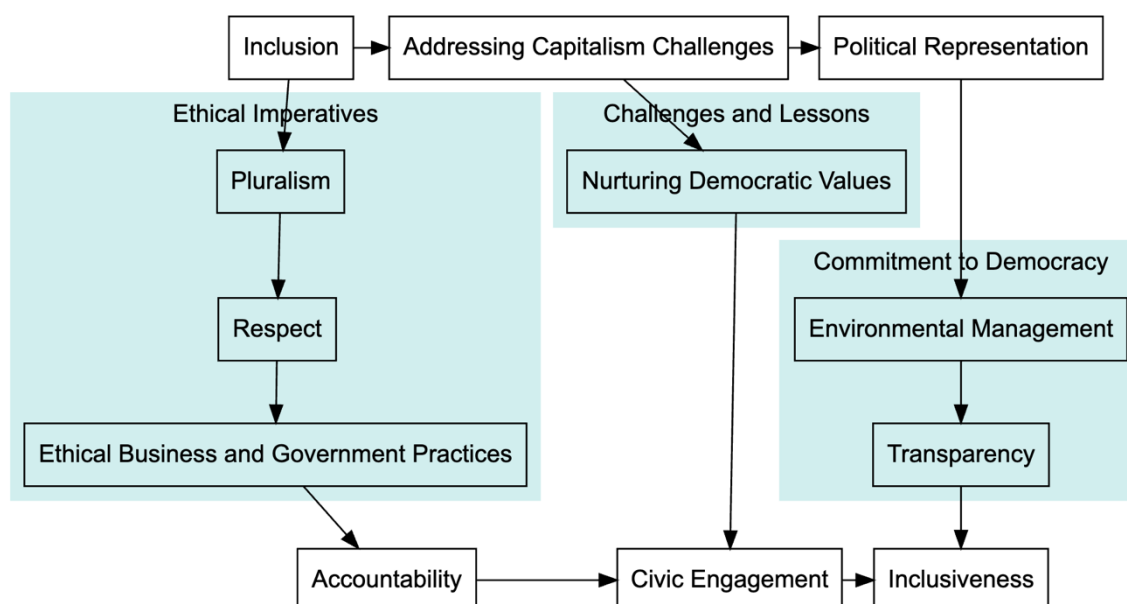 Inclusion
Addressing Capitalism Challenges
Political Representation
Ethical Imperatives
Challenges and Lessons
Pluralism
Nurturing Democratic Values
Commitment to Democracy
Respect
Environmental Management
Ethical Business and Government Practices
Transparency
Accountability
Civic Engagement
Inclusiveness